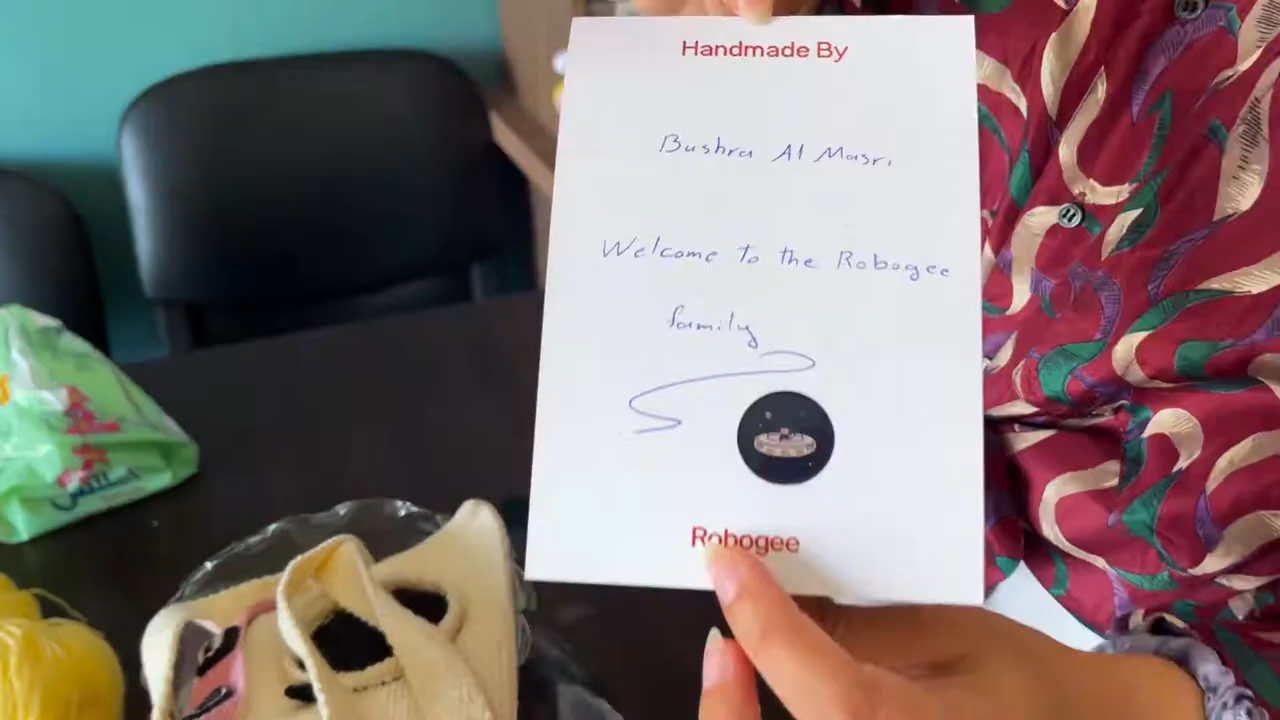 Handmade By
Bushra Al Masri
Welcome to the Robogee
family
Robogee